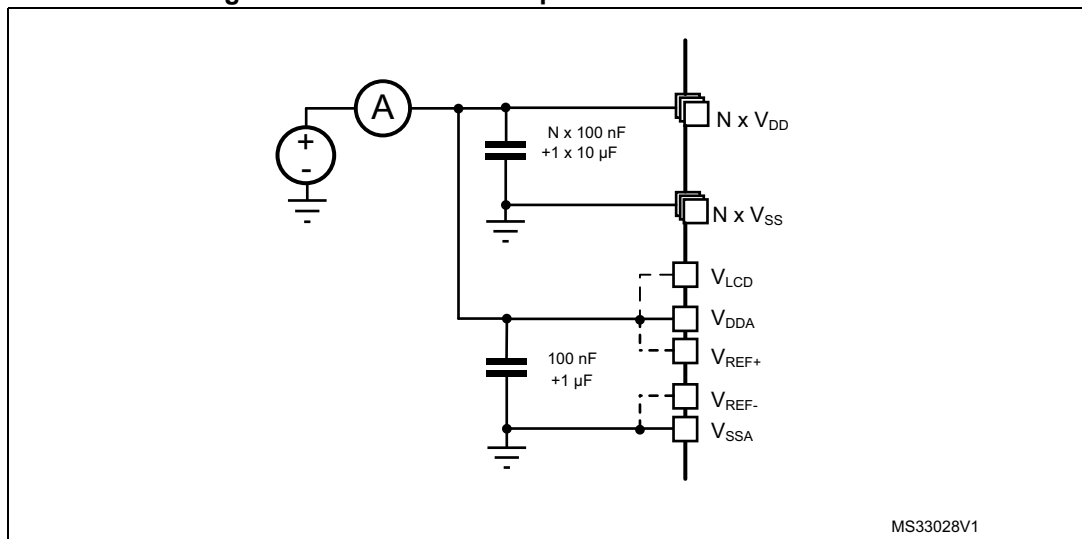 A
+
-
N x 100 nF
+1 x 10 µF
N x VDD
N x VSS
VLCD
VDDA
VREF+
100 nF
+1 µF
VREF-
VSSA
MS33028V1